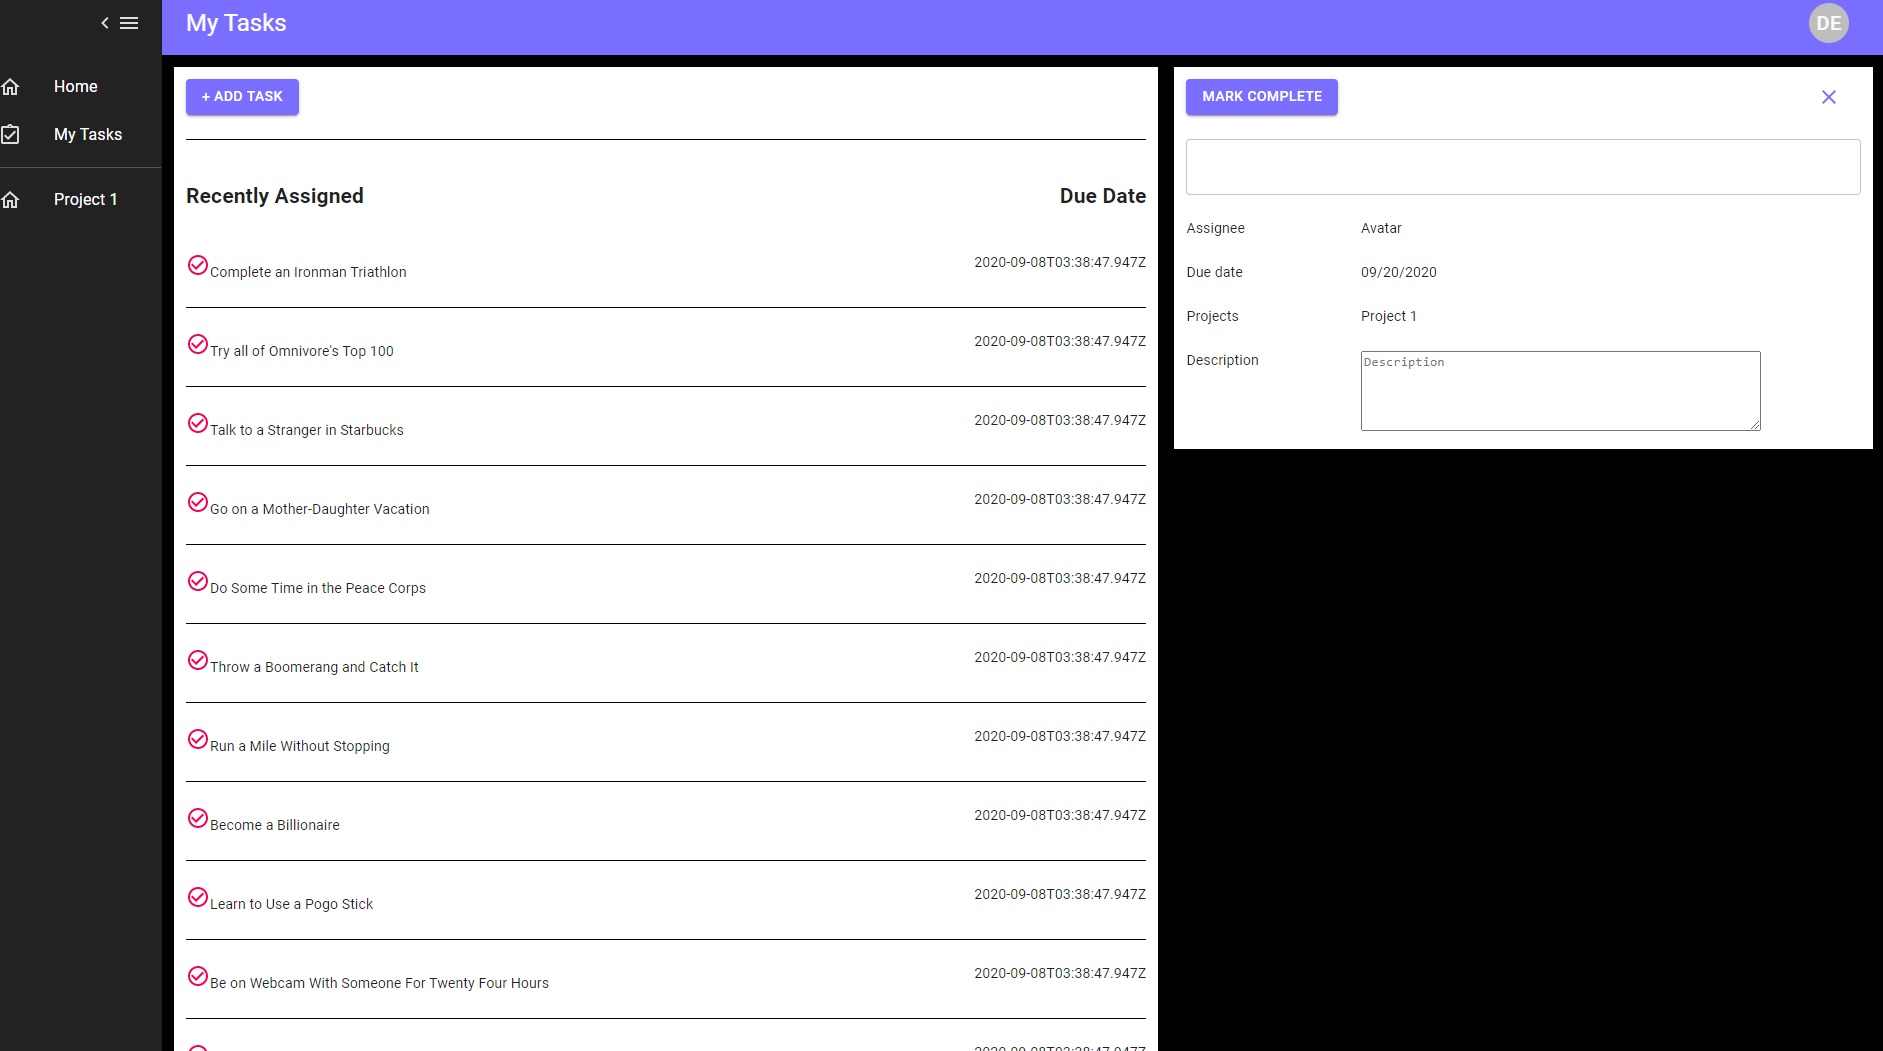 My Tasks
DE
Home
My Tasks
Project 1
+ ADD TASK
Recently Assigned Due Date
Complete an Ironman Triathlon 2020-09-08T03:38:47.947Z
Try all of Omnivore's Top 100 2020-09-08T03:38:47.947Z
Talk to a Stranger in Starbucks 2020-09-08T03:38:47.947Z
Go on a Mother-Daughter Vacation 2020-09-08T03:38:47.947Z
Do Some Time in the Peace Corps 2020-09-08T03:38:47.947Z
Throw a Boomerang and Catch It 2020-09-08T03:38:47.947Z
Run a Mile Without Stopping 2020-09-08T03:38:47.947Z
Become a Billionaire 2020-09-08T03:38:47.947Z
Learn to Use a Pogo Stick 2020-09-08T03:38:47.947Z
Be on Webcam With Someone For Twenty Four Hours 2020-09-08T03:38:47.947Z
MARK COMPLETE
Assignee Avatar
Due date 09/20/2020
Projects Project 1
Description Description